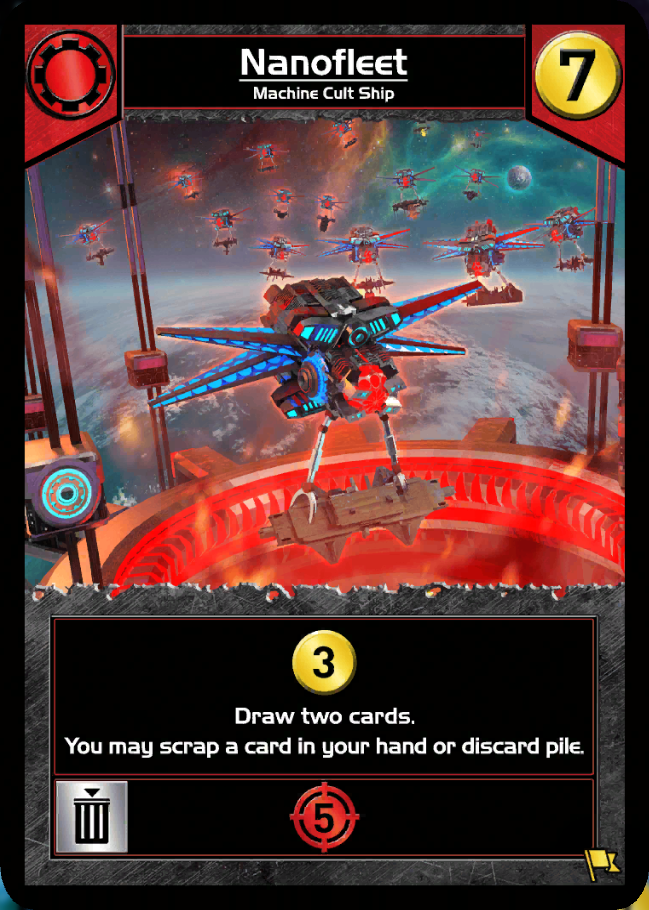 Nanofleet
Machine Cult Ship
7
3
Draw two cards.
You may scrap a card in your hand or discard pile.
5